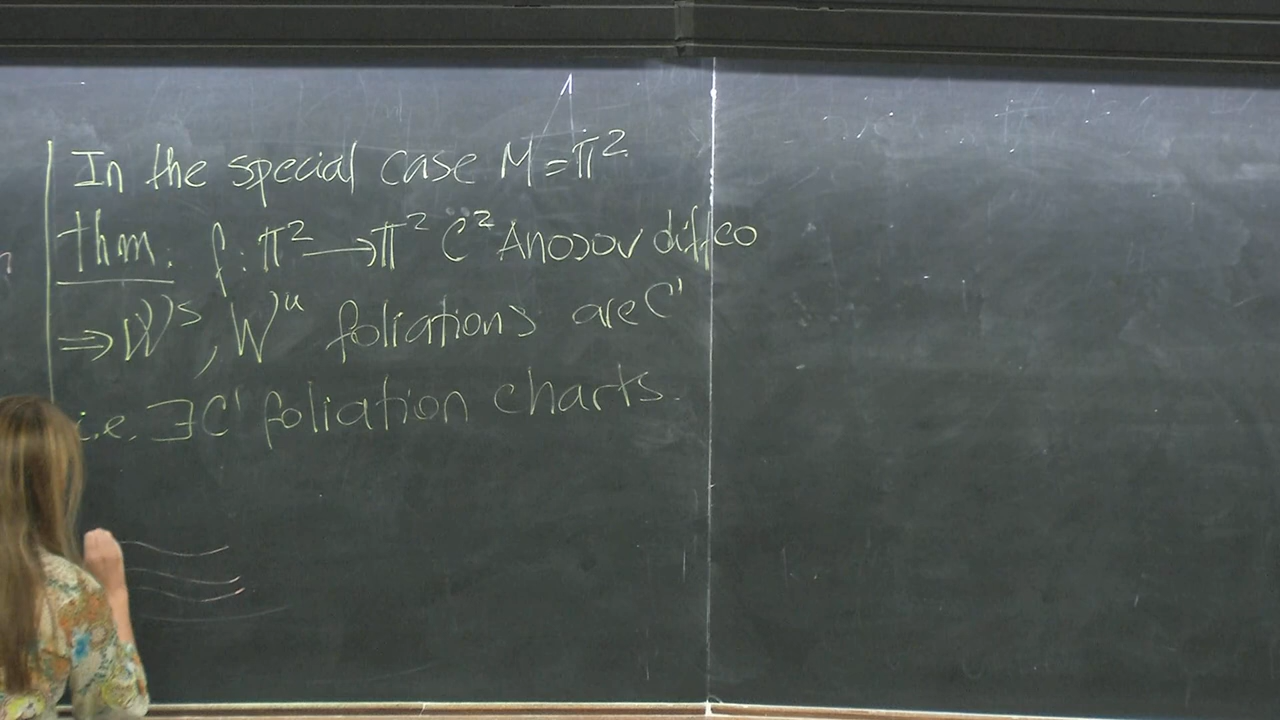 In the special case M = 𝕋²
thm: f: 𝕋² → 𝕋² C² Anosov diffeo
⇒ Wˢ, Wᵘ foliations are C¹
i.e. ∃ C¹ foliation charts.